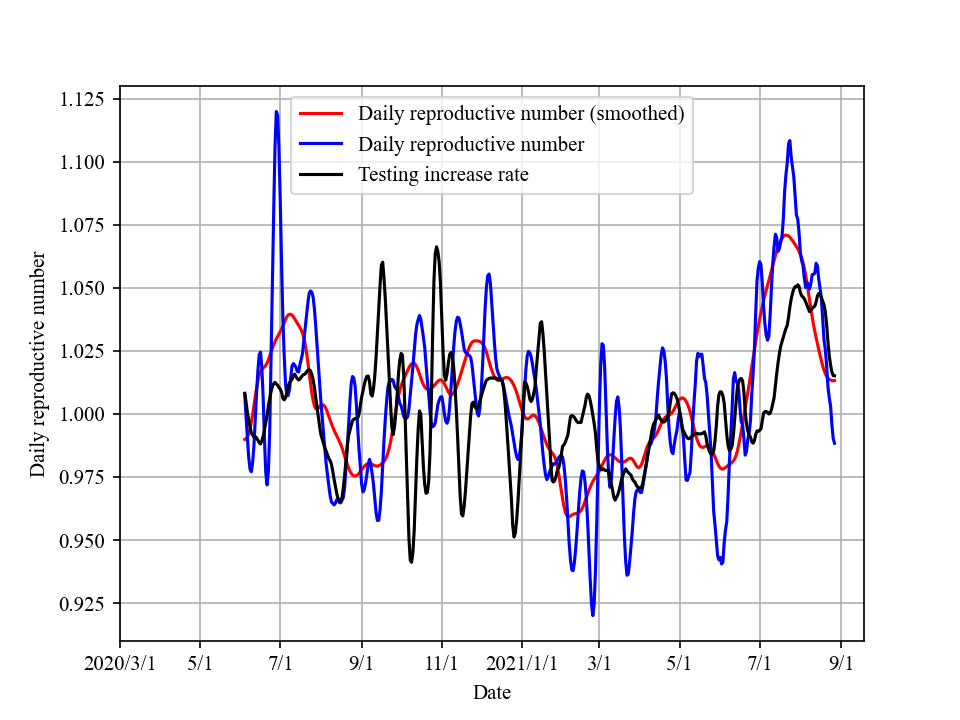 Daily reproductive number (smoothed)
Daily reproductive number
Testing increase rate
1.125
1.100
1.075
1.050
1.025
1.000
0.975
0.950
0.925
Daily reproductive number
2020/3/1 5/1 7/1 9/1 11/1 2021/1/1 3/1 5/1 7/1 9/1
Date